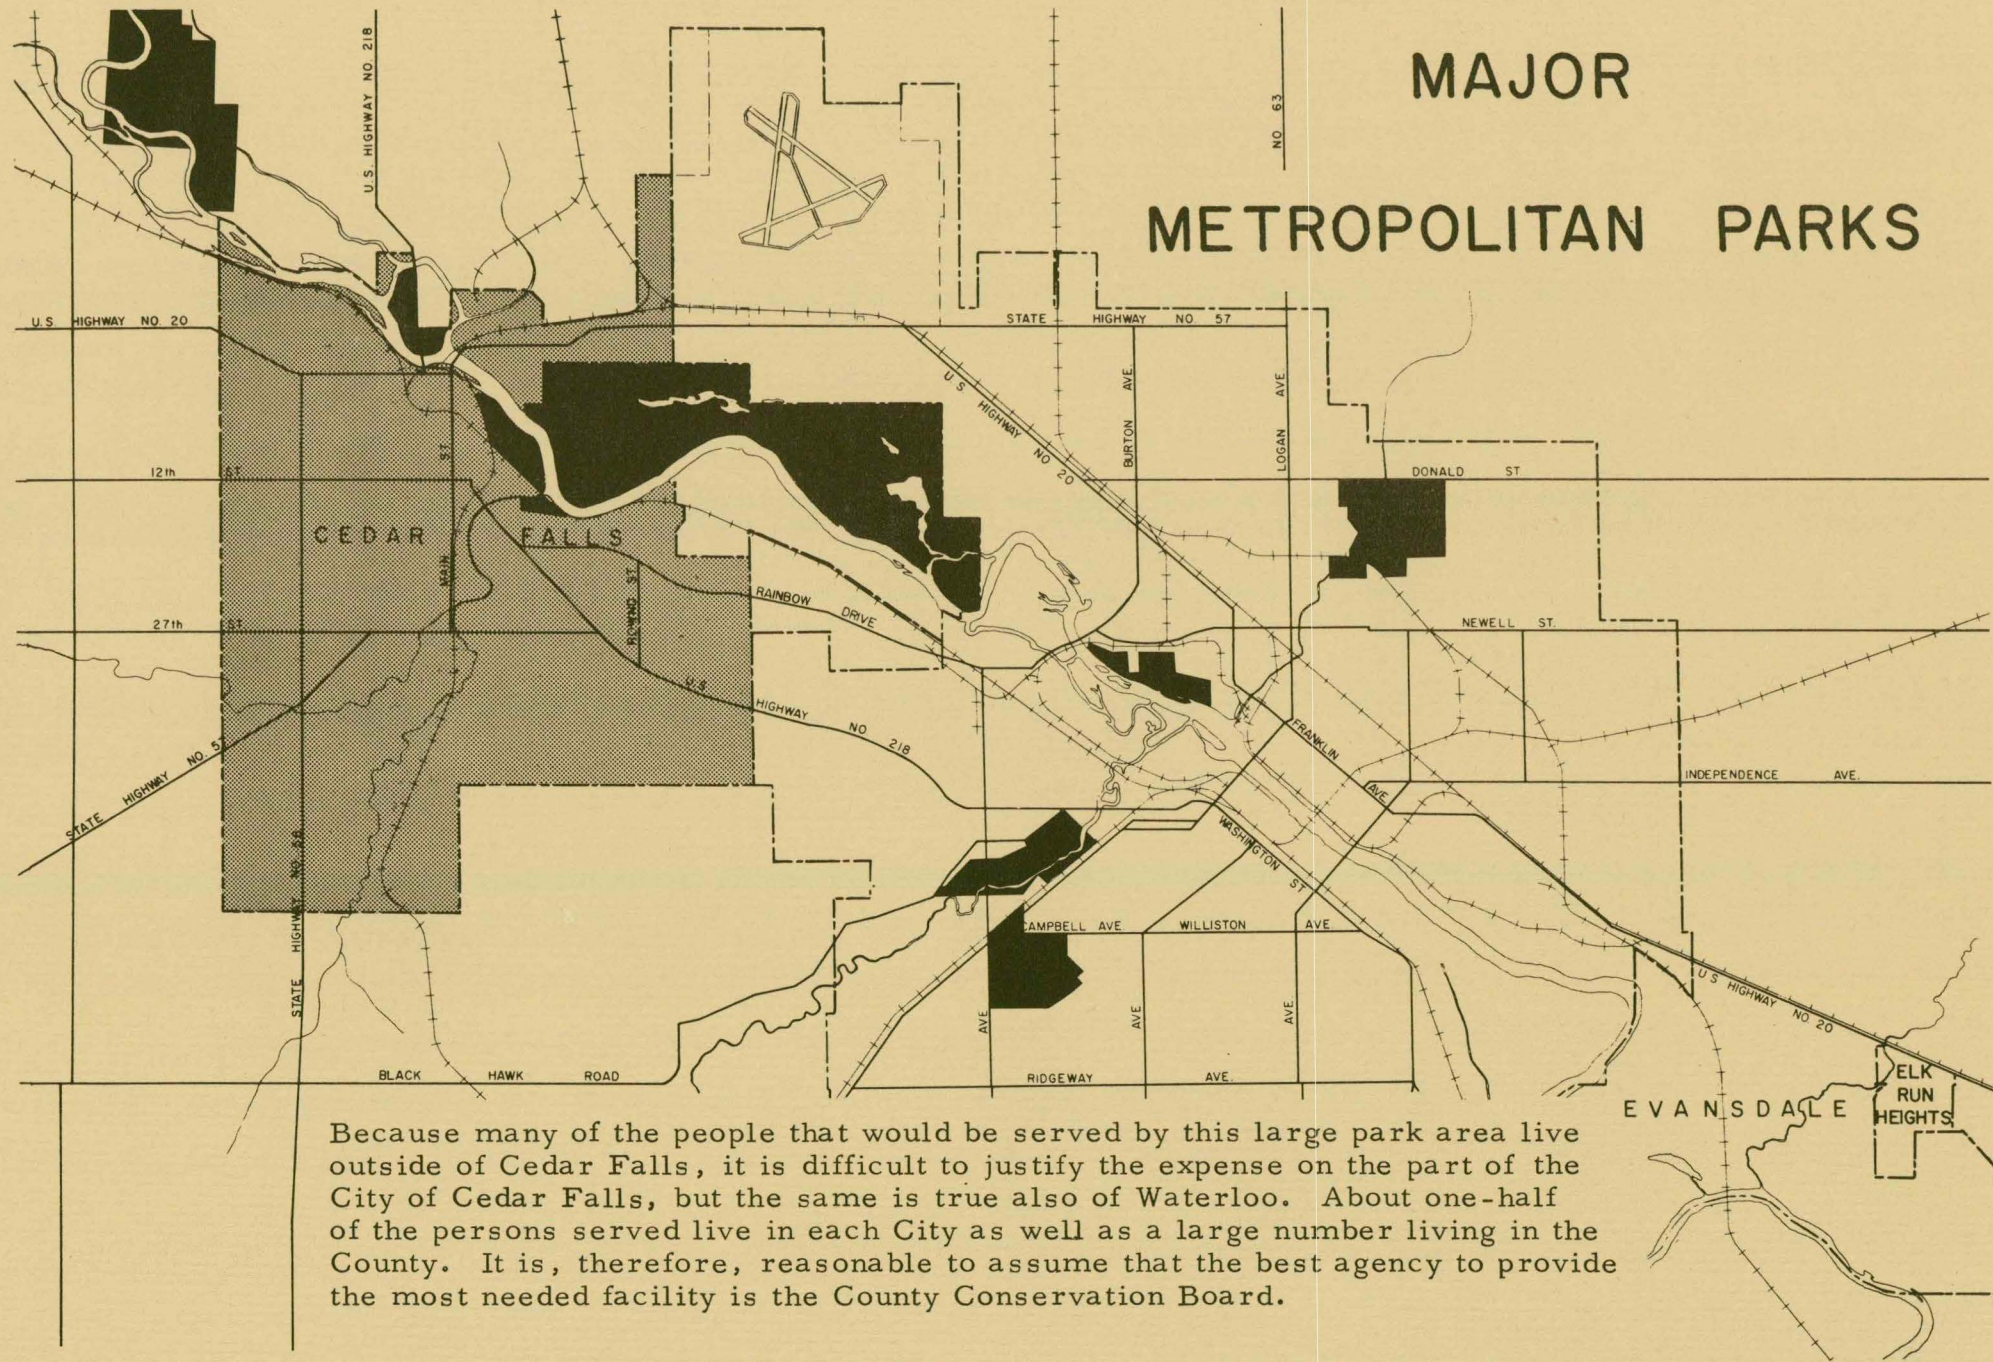 MAJOR
METROPOLITAN PARKS
U.S. HIGHWAY NO. 218
NO 63
U.S. HIGHWAY NO. 20
STATE HIGHWAY NO. 57
U S HIGHWAY NO 20
BURTON AVE.
LOGAN AVE
12th ST.
DONALD ST
CEDAR FALLS
MAIN ST.
ROWND ST.
RAINBOW DRIVE
27th ST.
NEWELL ST.
U.S. HIGHWAY NO 218
FRANKLIN AVE.
INDEPENDENCE AVE.
STATE HIGHWAY NO. 57
WASHINGTON ST
STATE HIGHWAY NO. 58
CAMPBELL AVE WILLISTON AVE
AVE
AVE
AVE
U S HIGHWAY NO 20
BLACK HAWK ROAD
RIDGEWAY AVE.
EVANSDALE
ELK
RUN
HEIGHTS
Because many of the people that would be served by this large park area live
outside of Cedar Falls, it is difficult to justify the expense on the part of the
City of Cedar Falls, but the same is true also of Waterloo. About one-half
of the persons served live in each City as well as a large number living in the
County. It is, therefore, reasonable to assume that the best agency to provide
the most needed facility is the County Conservation Board.